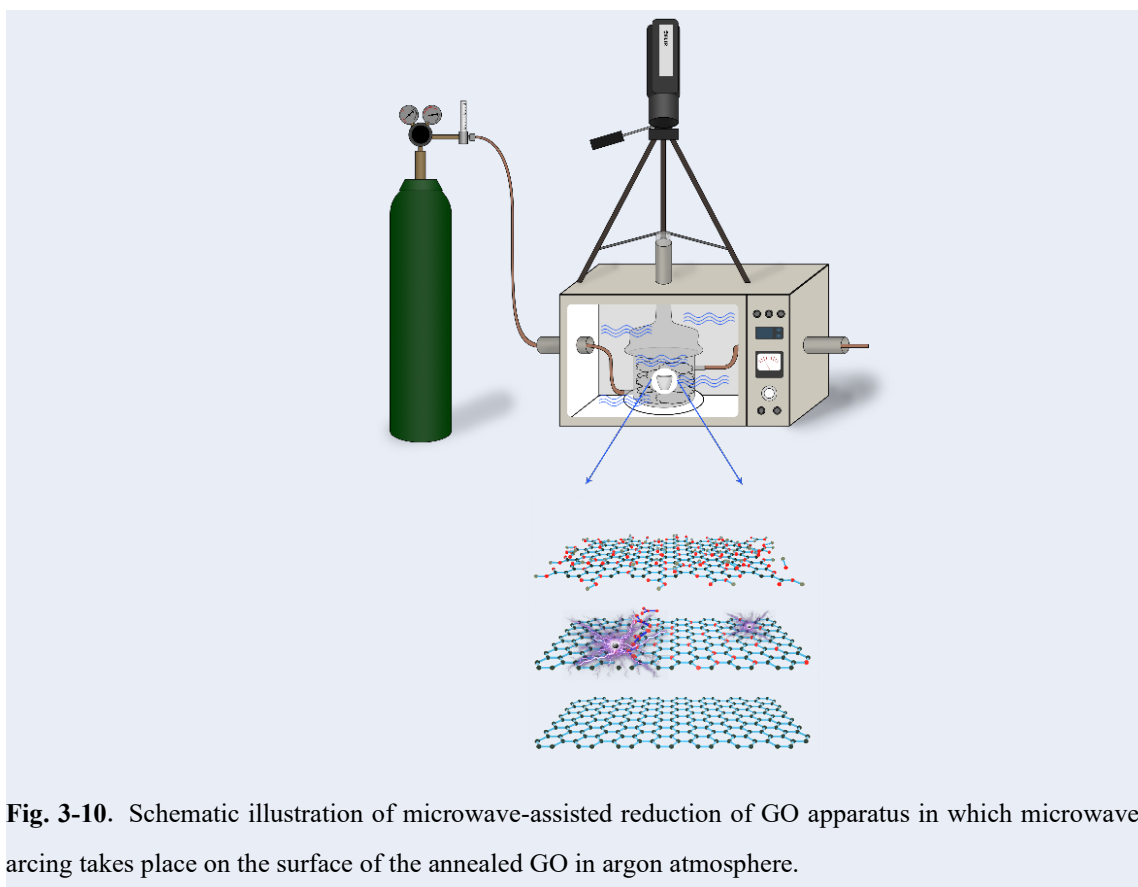 FLIR
Fig. 3-10. Schematic illustration of microwave-assisted reduction of GO apparatus in which microwave
arcing takes place on the surface of the annealed GO in argon atmosphere.